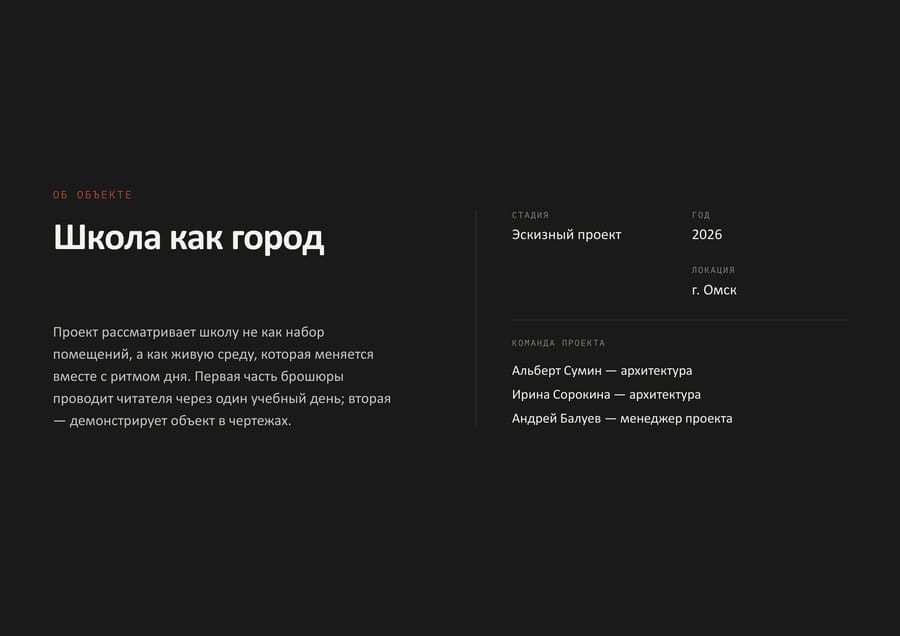 ОБ ОБЪЕКТЕ
Школа как город
Проект рассматривает школу не как набор
помещений, а как живую среду, которая меняется
вместе с ритмом дня. Первая часть брошюры
проводит читателя через один учебный день; вторая
— демонстрирует объект в чертежах.
СТАДИЯ
Эскизный проект
ГОД
2026
ЛОКАЦИЯ
г. Омск
КОМАНДА ПРОЕКТА
Альберт Сумин — архитектура
Ирина Сорокина — архитектура
Андрей Балуев — менеджер проекта